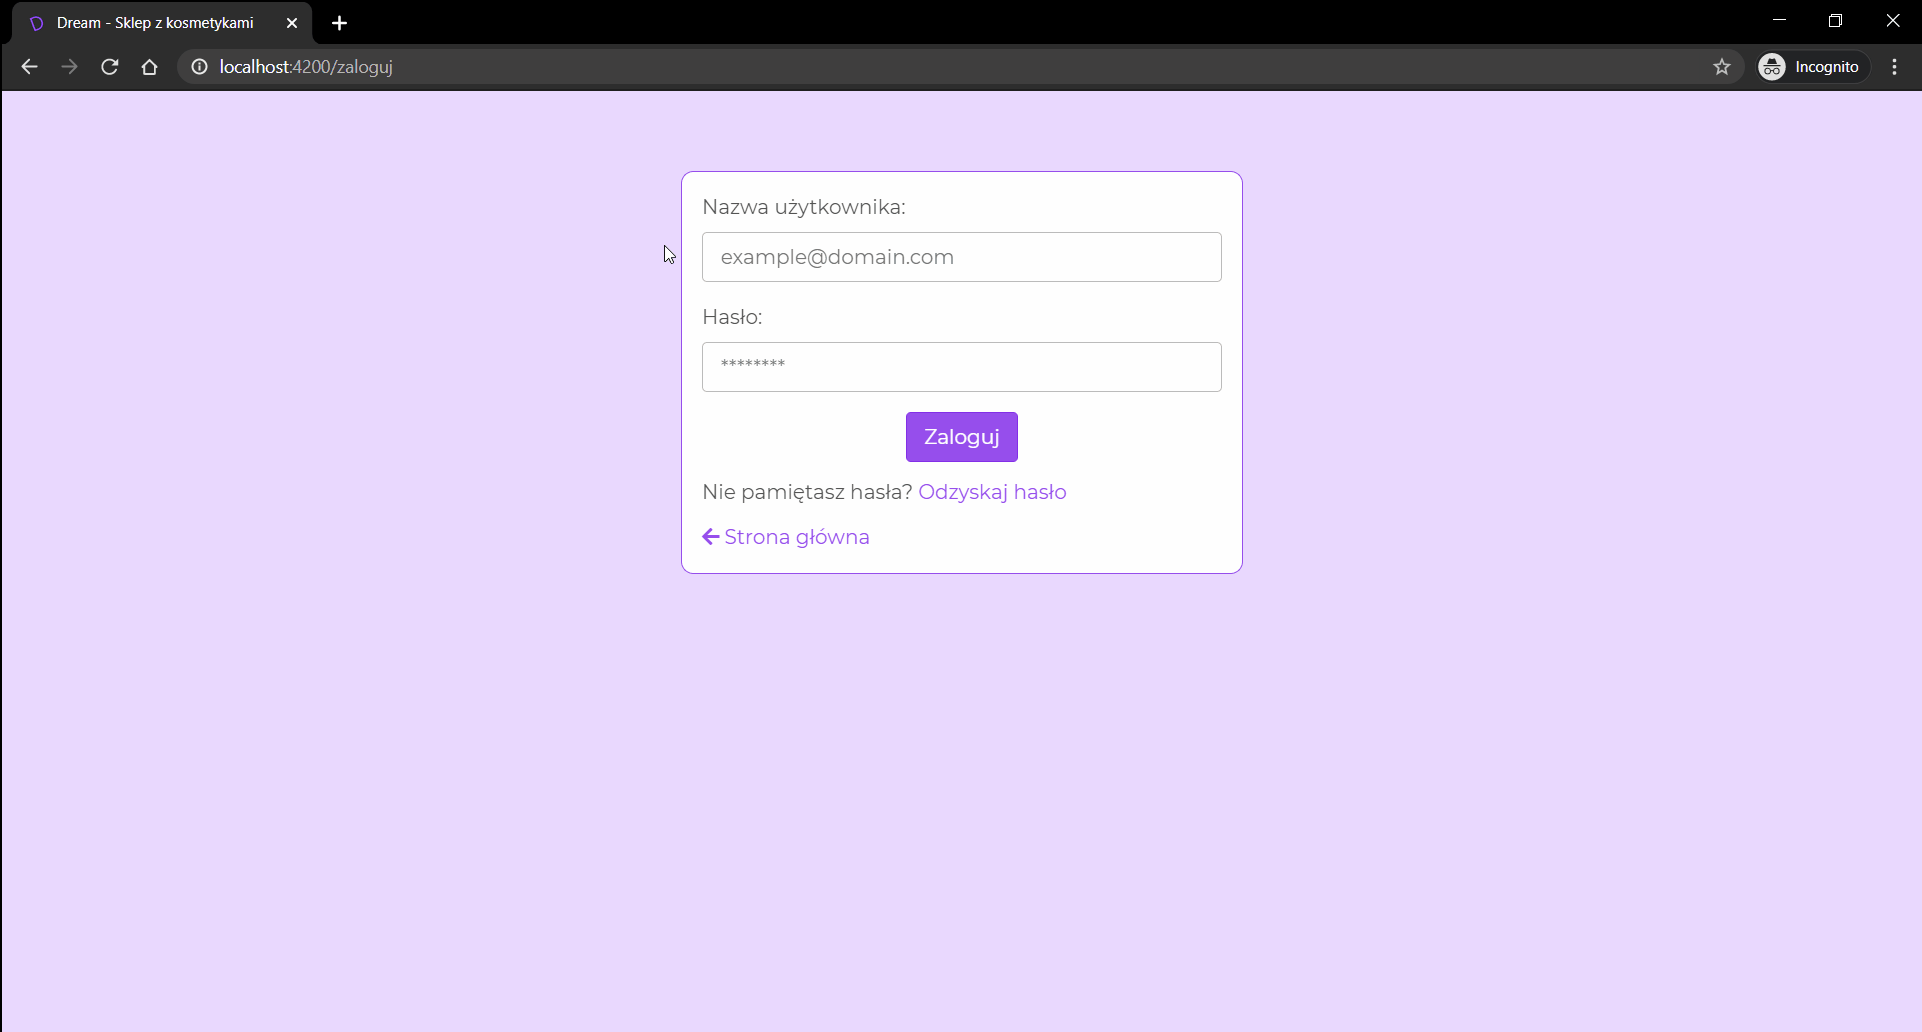 Dream - Sklep z kosmetykami
localhost:4200/zaloguj
Incognito
Nazwa użytkownika:
example@domain.com
Hasło:
********
Zaloguj
Nie pamiętasz hasła? Odzyskaj hasło
Strona główna